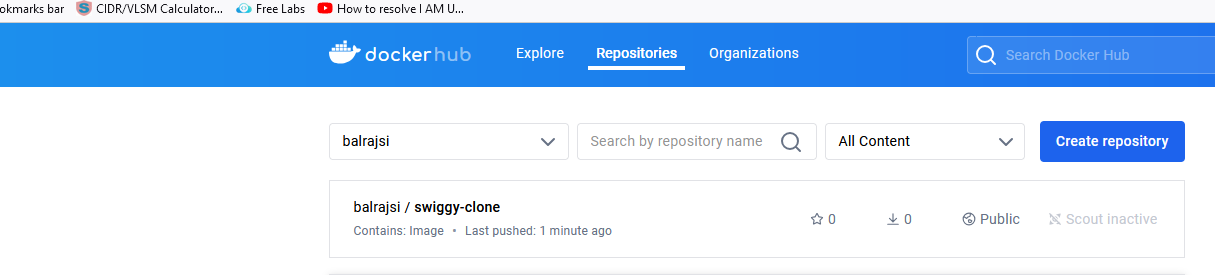 okmarks bar CIDR/VLSM Calculator... Free Labs How to resolve I AM U...
dockerhub Explore Repositories Organizations Search Docker Hub
balrajsi Search by repository name All Content Create repository
balrajsi / swiggy-clone
Contains: Image • Last pushed: 1 minute ago
0 0 Public Scout inactive